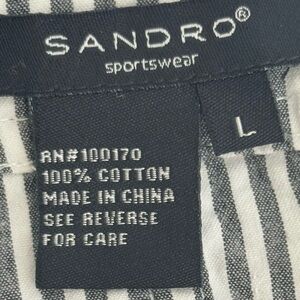 SANDRO®
sportswear
L
RN#100170
100% COTTON
MADE IN CHINA
SEE REVERSE
FOR CARE